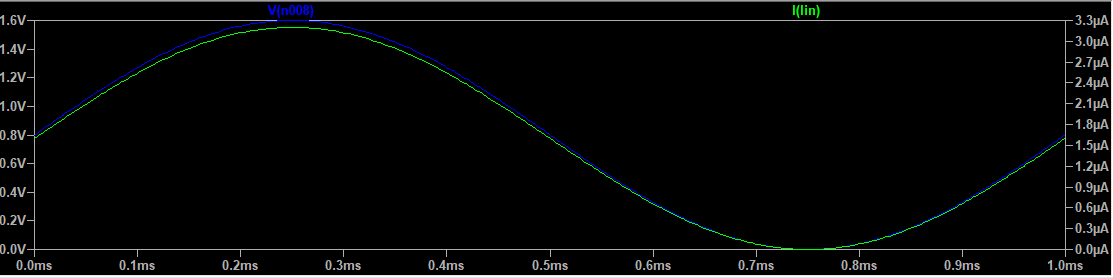 V(n008) I(Iin)
1.6V 3.3µA
1.4V 3.0µA
2.7µA
1.2V 2.4µA
1.0V 2.1µA
0.8V 1.8µA
1.5µA
0.6V 1.2µA
0.4V 0.9µA
0.6µA
0.2V 0.3µA
0.0V 0.0µA
0.0ms 0.1ms 0.2ms 0.3ms 0.4ms 0.5ms 0.6ms 0.7ms 0.8ms 0.9ms 1.0ms